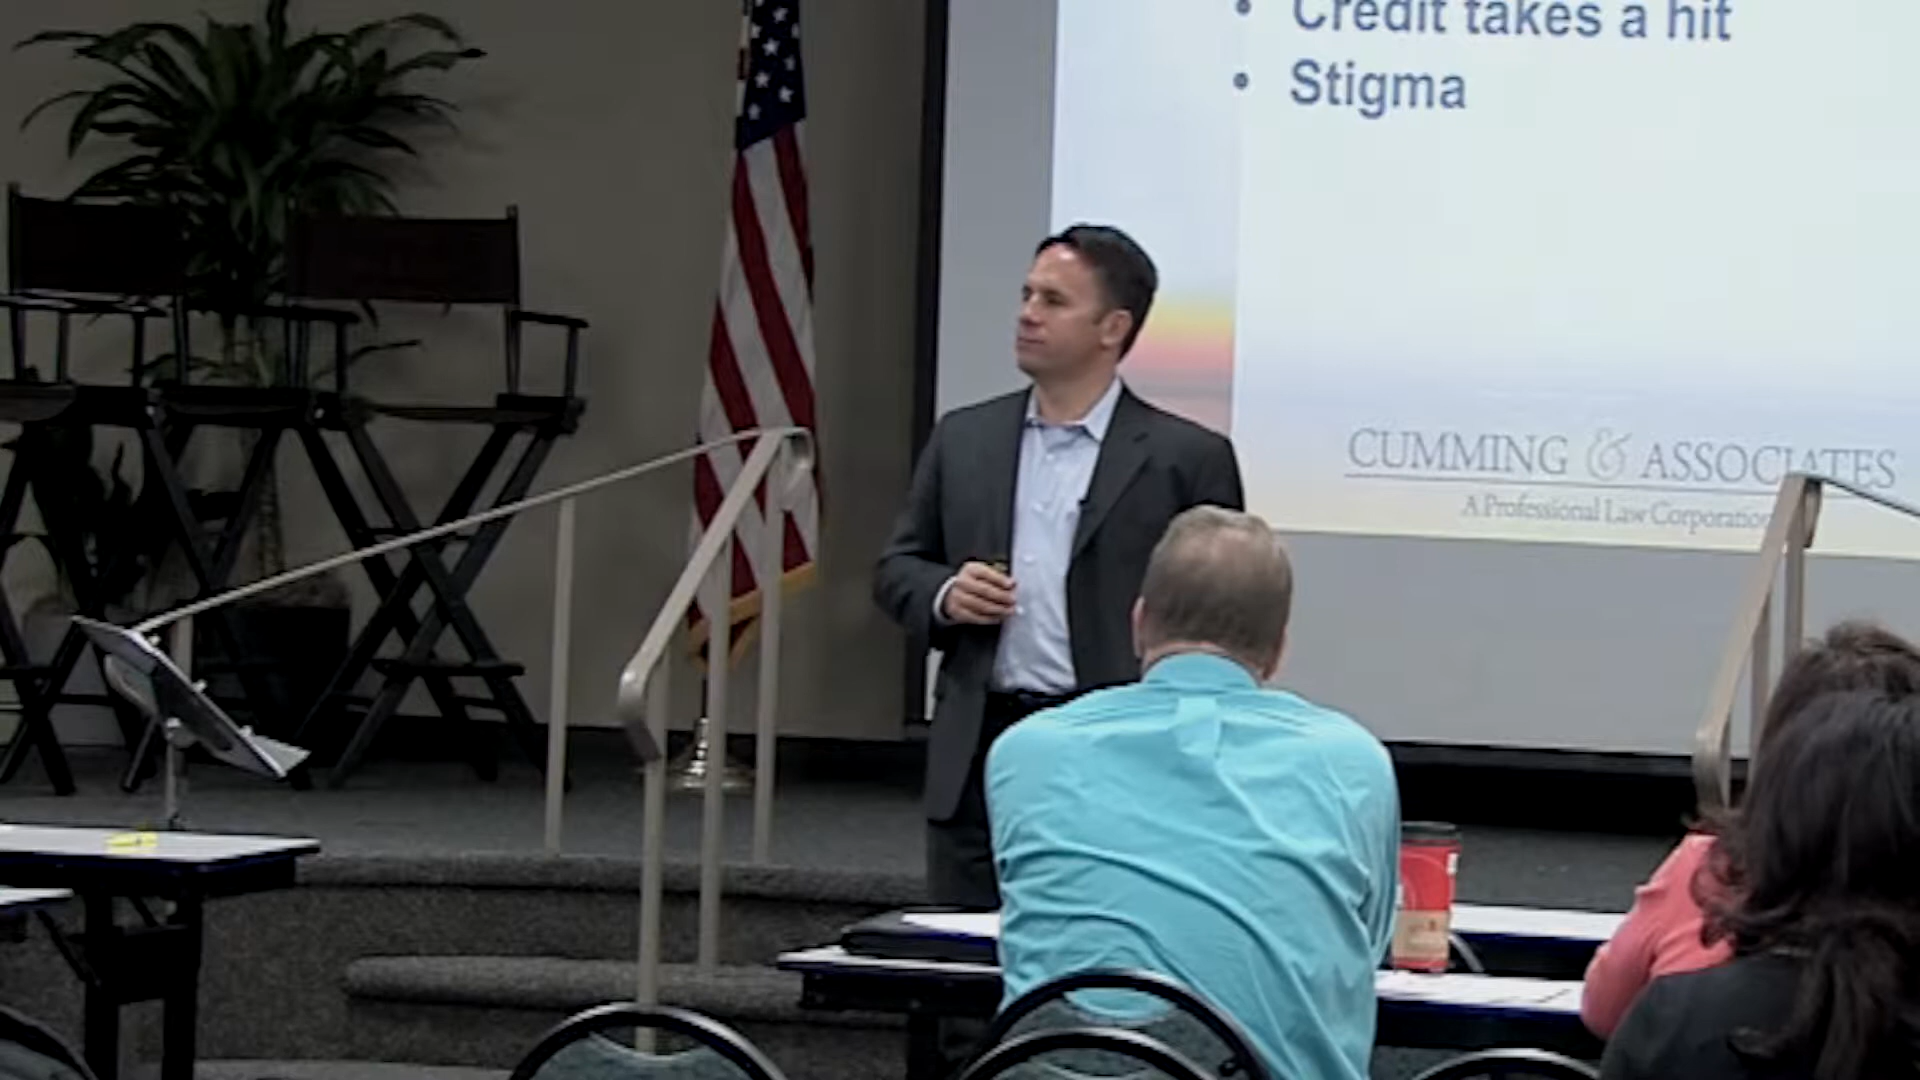 • Credit takes a hit
• Stigma
CUMMING & ASSOCIATES
A Professional Law Corporation